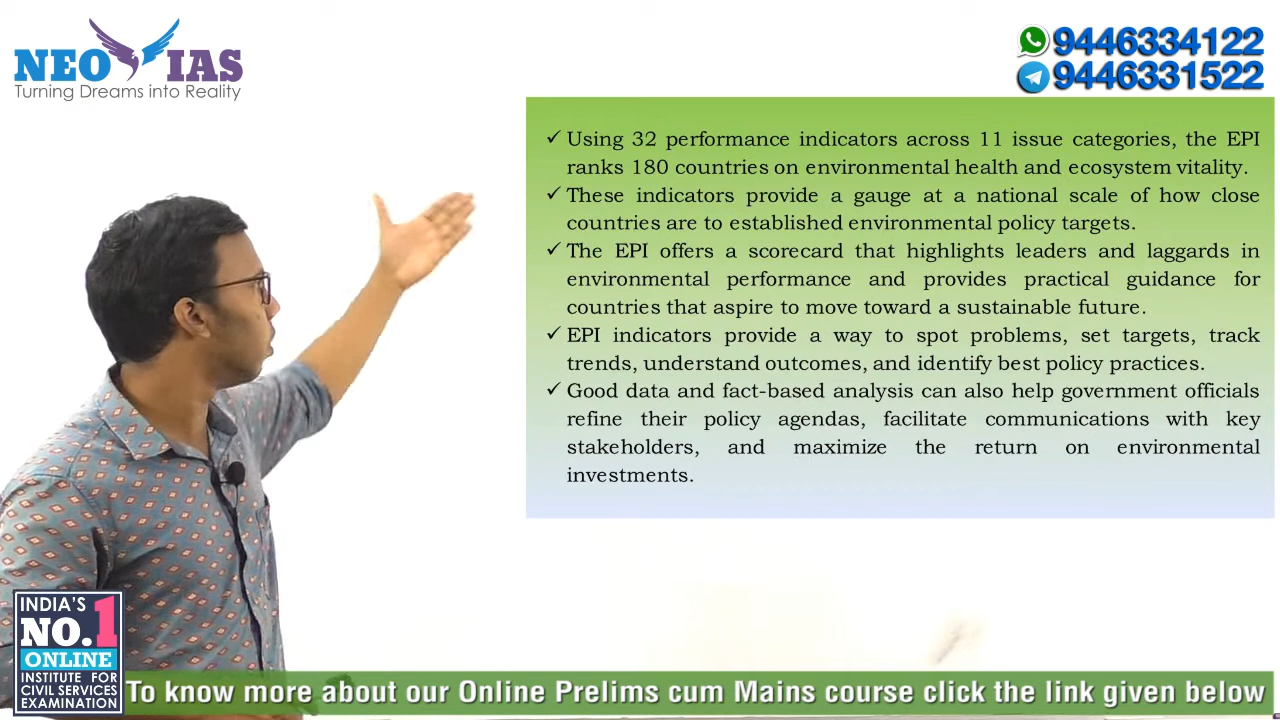 NEO IAS
Turning Dreams into Reality
9446334122
9446331522
✓ Using 32 performance indicators across 11 issue categories, the EPI
ranks 180 countries on environmental health and ecosystem vitality.
✓ These indicators provide a gauge at a national scale of how close
countries are to established environmental policy targets.
✓ The EPI offers a scorecard that highlights leaders and laggards in
environmental performance and provides practical guidance for
countries that aspire to move toward a sustainable future.
✓ EPI indicators provide a way to spot problems, set targets, track
trends, understand outcomes, and identify best policy practices.
✓ Good data and fact-based analysis can also help government officials
refine their policy agendas, facilitate communications with key
stakeholders, and maximize the return on environmental
investments.
INDIA'S
NO.1
ONLINE
INSTITUTE FOR
CIVIL SERVICES
EXAMINATION
To know more about our Online Prelims cum Mains course click the link given below